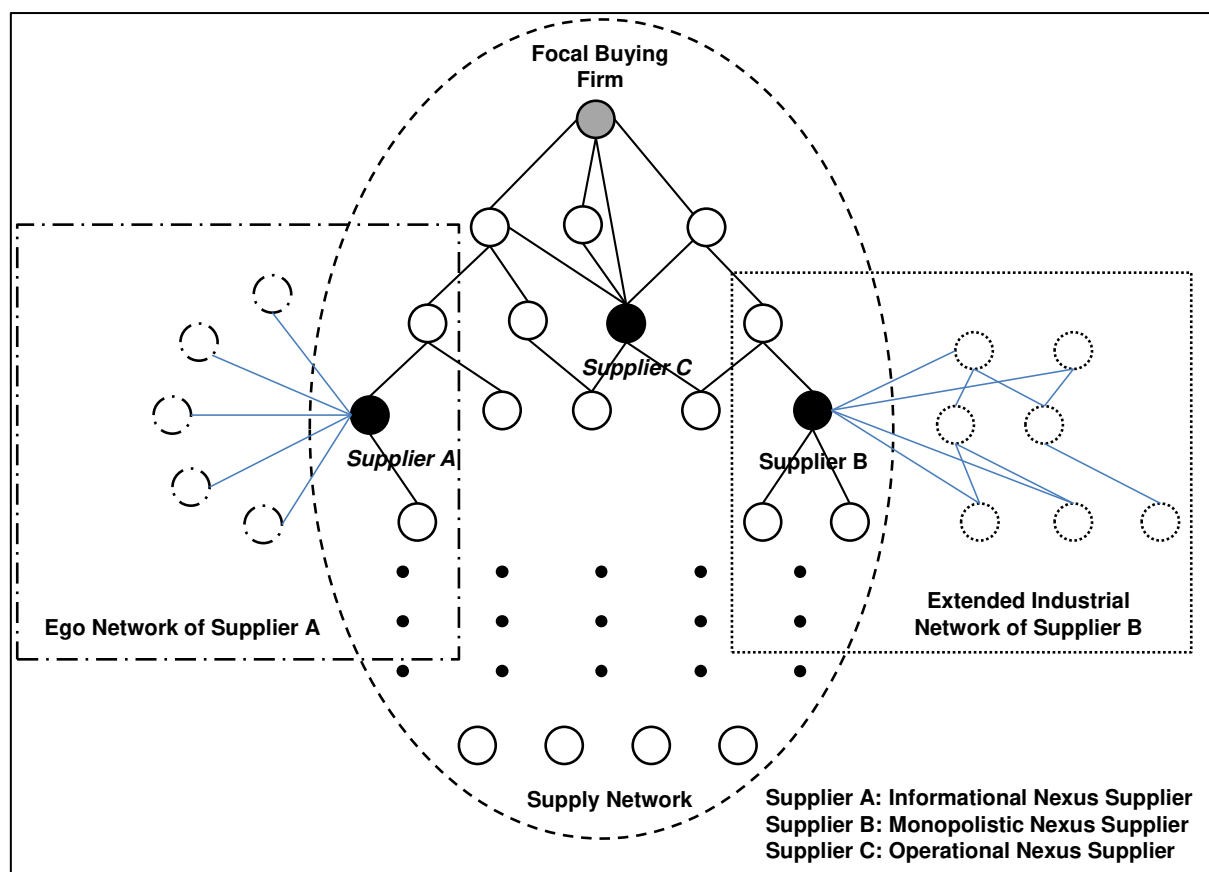 Focal Buying
Firm
Supplier C
Supplier A
Supplier B
Ego Network of Supplier A
Extended Industrial
Network of Supplier B
Supply Network
Supplier A: Informational Nexus Supplier
Supplier B: Monopolistic Nexus Supplier
Supplier C: Operational Nexus Supplier